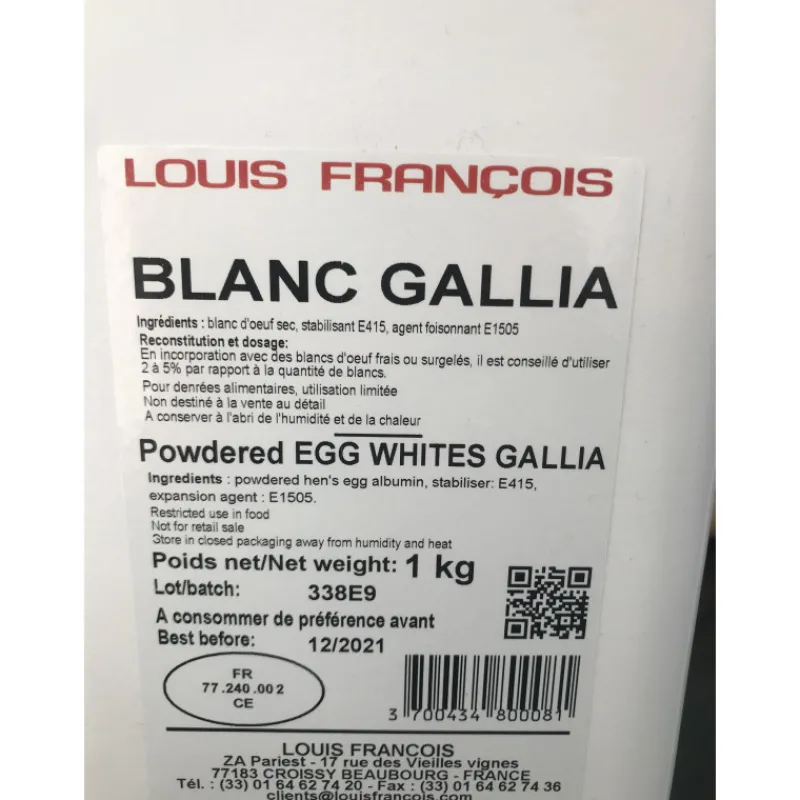 LOUIS FRANÇOIS
BLANC GALLIA
Ingrédients : blanc d'oeuf sec, stabilisant E415, agent foisonnant E1505
Reconstitution et dosage:
En incorporation avec des blancs d'oeuf frais ou surgelés, il est conseillé d'utiliser
2 à 5% par rapport à la quantité de blancs.
Pour denrées alimentaires, utilisation limitée
Non destiné à la vente au détail
A conserver à l'abri de l'humidité et de la chaleur
Powdered EGG WHITES GALLIA
Ingredients : powdered hen's egg albumin, stabiliser: E415,
expansion agent : E1505.
Restricted use in food
Not for retail sale
Store in closed packaging away from humidity and heat
Poids net/Net weight: 1 kg
Lot/batch: 338E9
A consommer de préférence avant
Best before: 12/2021
FR
77.240.002
CE
3 700434 800081
LOUIS FRANCOIS
ZA Pariest - 17 rue des Vieilles vignes
77183 CROISSY BEAUBOURG - FRANCE
Tél. : (33) 01 64 62 74 20 - Fax : (33) 01 64 62 74 36
clients@louisfrancois.com